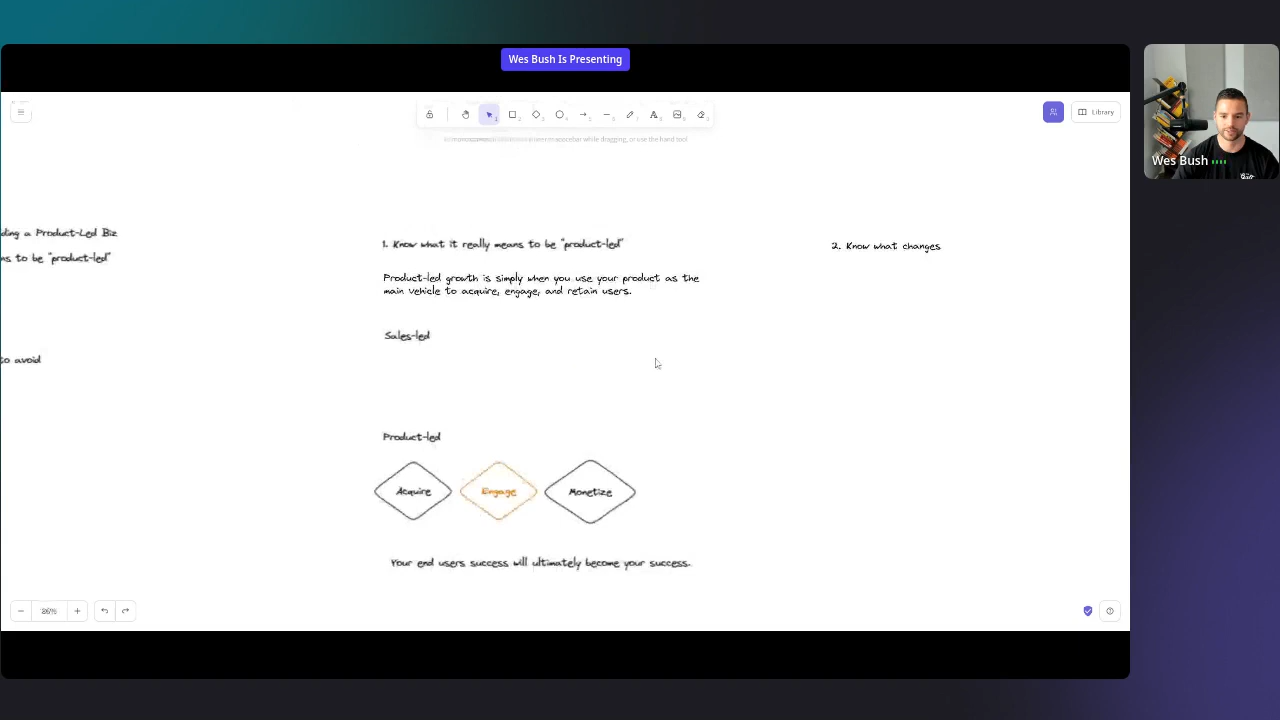 Wes Bush Is Presenting
Library
Wes Bush
ding a Product-Led Biz
ns to be "product-led"
to avoid
1. Know what it really means to be "product-led"
Product-led growth is simply when you use your product as the
main vehicle to acquire, engage, and retain users.
Sales-led
Product-led
Acquire
Engage
Monetize
Your end users success will ultimately become your success.
2. Know what changes
86%